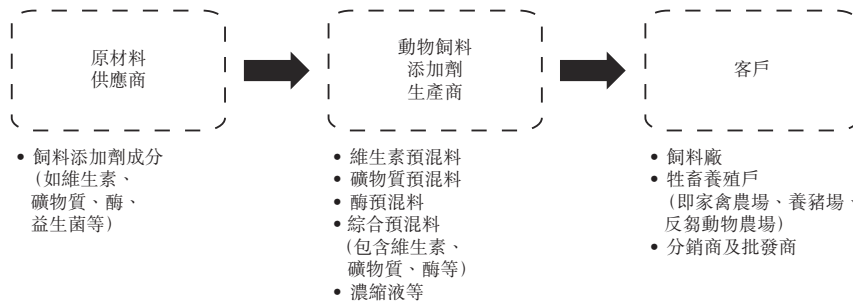 原材料
供應商
動物飼料
添加劑
生產商
客戶
• 飼料添加劑成分
(如維生素、
礦物質、酶、
益生菌等)
• 維生素預混料
• 礦物質預混料
• 酶預混料
• 綜合預混料
(包含維生素、
礦物質、酶等)
• 濃縮液等
• 飼料廠
• 牲畜養殖戶
(即家禽農場、養豬場、
反芻動物農場)
• 分銷商及批發商